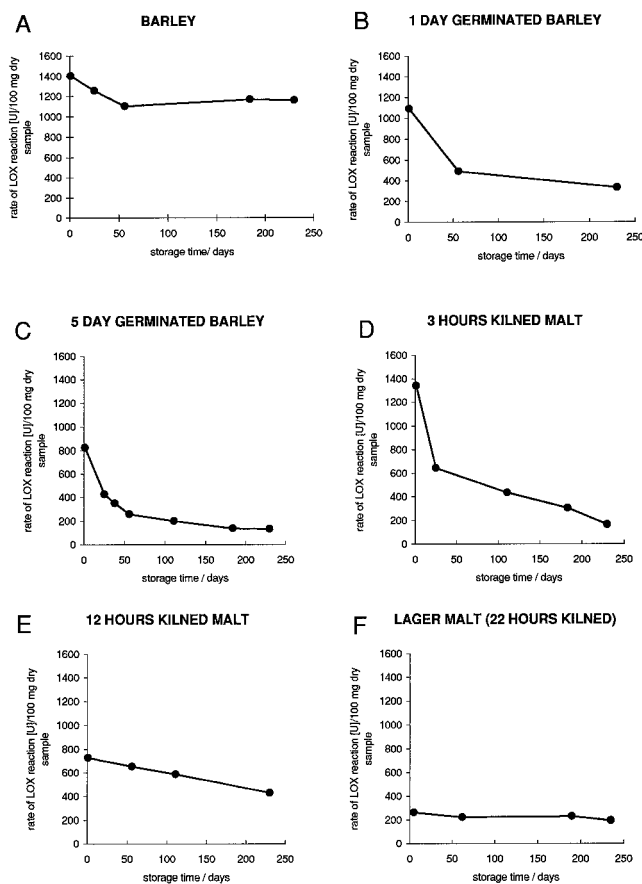 A
BARLEY
rate of LOX reaction [U]/100 mg dry
sample
1600
1400
1200
1000
800
600
400
200
0
0 50 100 150 200 250
storage time/ days
B
1 DAY GERMINATED BARLEY
rate of LOX reaction [U]/100 mg dry
sample
1600
1400
1200
1000
800
600
400
200
0
0 50 100 150 200 250
storage time / days
C
5 DAY GERMINATED BARLEY
rate of LOX reaction [U]/100 mg dry
sample
1600
1400
1200
1000
800
600
400
200
0
0 50 100 150 200 250
storage time / days
D
3 HOURS KILNED MALT
rate of LOX reaction [U]/100 mg dry
sample
1600
1400
1200
1000
800
600
400
200
0
0 50 100 150 200 250
storage time / days
E
12 HOURS KILNED MALT
rate of LOX reaction [U]/100 mg dry
sample
1600
1400
1200
1000
800
600
400
200
0
0 50 100 150 200 250
storage time / days
F
LAGER MALT (22 HOURS KILNED)
rate of LOX reaction [U]/100 mg dry
sample
1600
1400
1200
1000
800
600
400
200
0
0 50 100 150 200 250
storage time / days